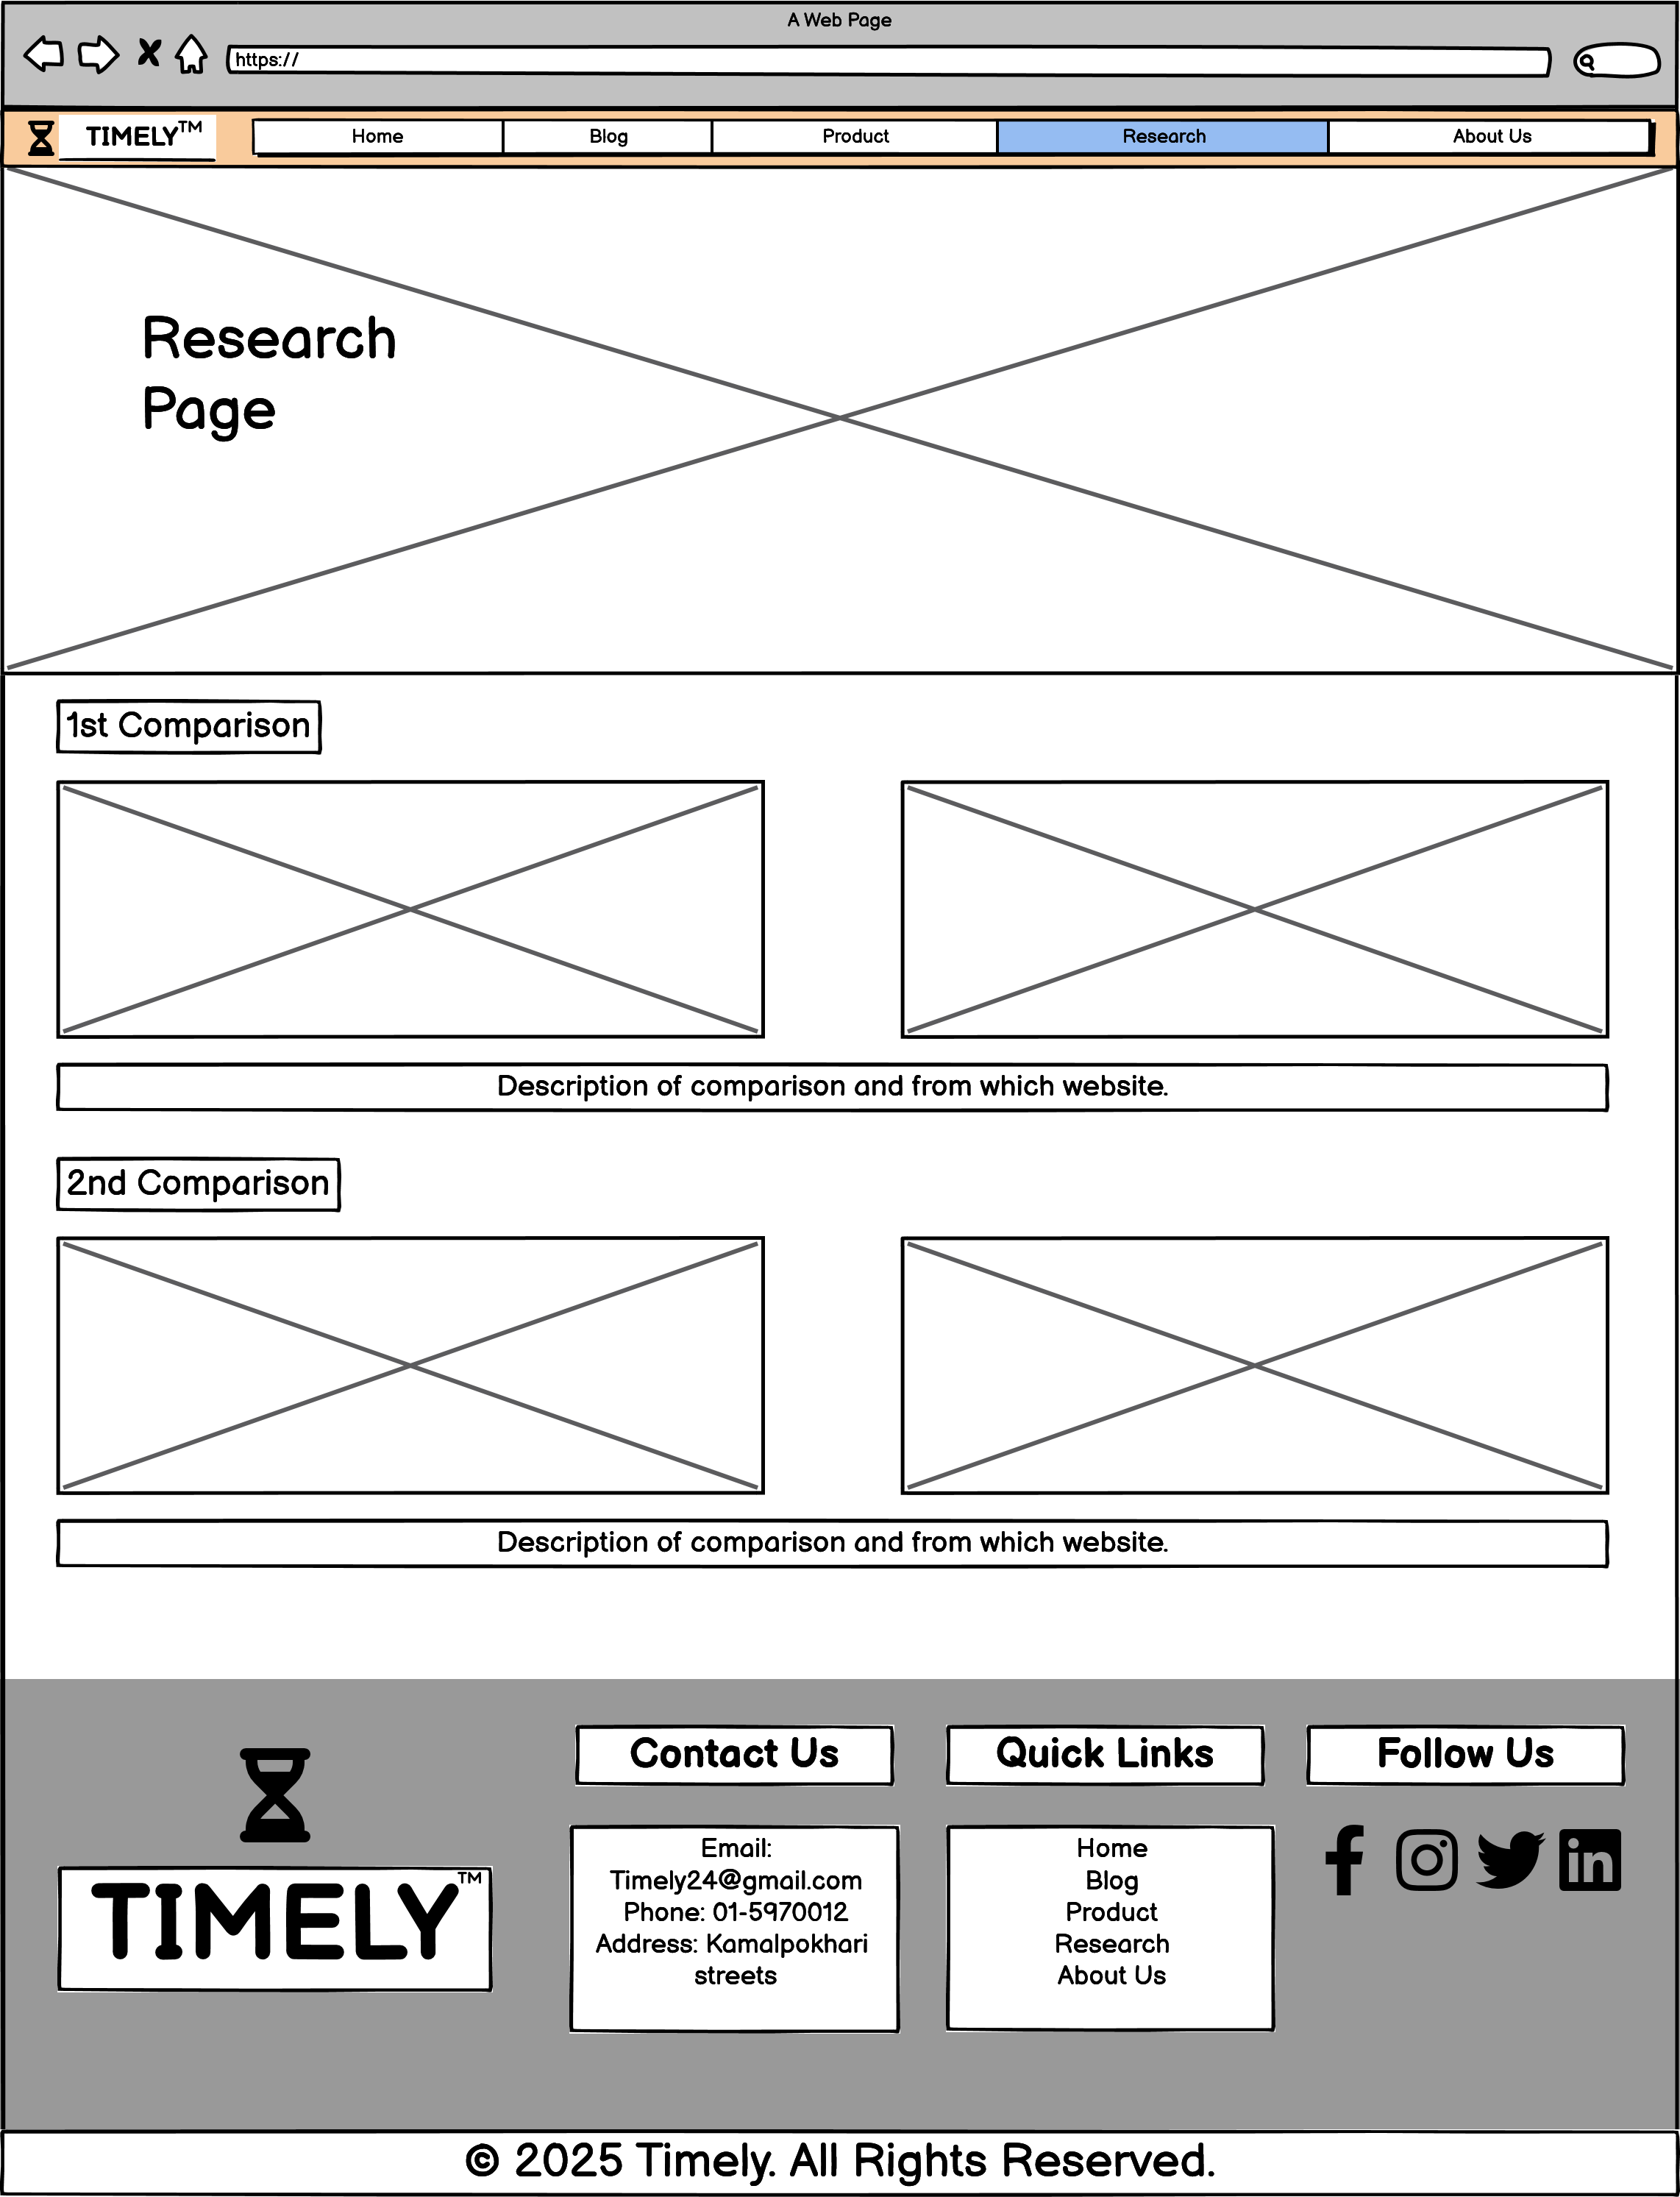 A Web Page
https://
TIMELY™
Home
Blog
Product
Research
About Us
Research
Page
1st Comparison
Description of comparison and from which website.
2nd Comparison
Description of comparison and from which website.
Contact Us
Quick Links
Follow Us
Email:
Timely24@gmail.com
Phone: 01-5970012
Address: Kamalpokhari
streets
Home
Blog
Product
Research
About Us
TIMELY™
© 2025 Timely. All Rights Reserved.